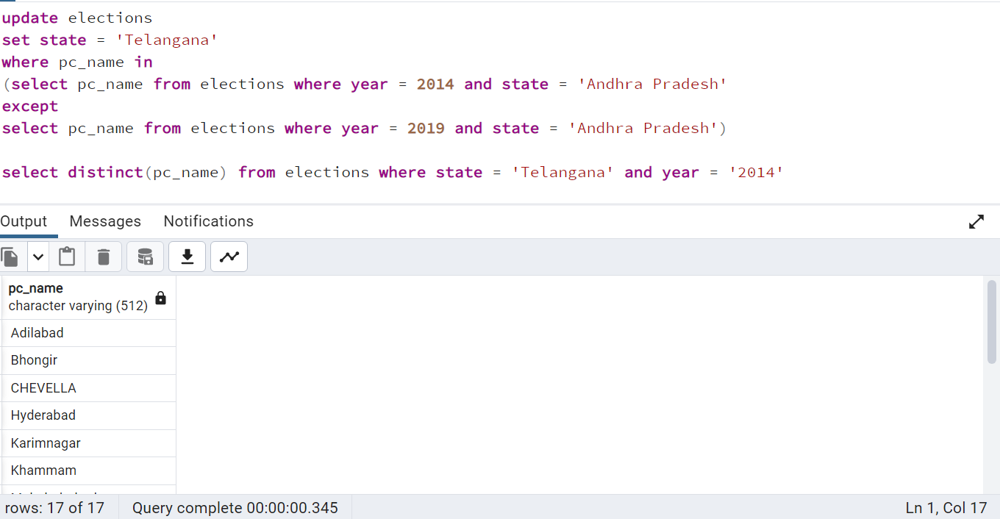 update elections
set state = 'Telangana'
where pc_name in
(select pc_name from elections where year = 2014 and state = 'Andhra Pradesh'
except
select pc_name from elections where year = 2019 and state = 'Andhra Pradesh')
select distinct(pc_name) from elections where state = 'Telangana' and year = '2014'
Output Messages Notifications
pc_name
character varying (512)
Adilabad
Bhongir
CHEVELLA
Hyderabad
Karimnagar
Khammam
rows: 17 of 17 Query complete 00:00:00.345 Ln 1, Col 17